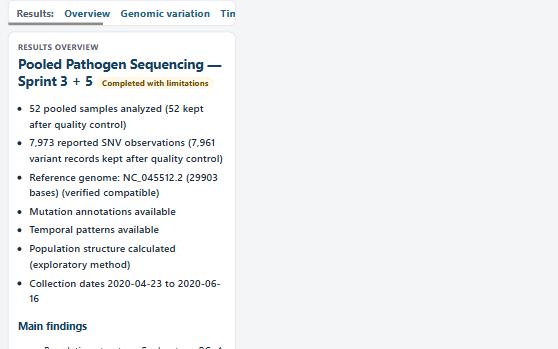 Results: Overview Genomic variation
RESULTS OVERVIEW
Pooled Pathogen Sequencing —
Sprint 3 + 5 Completed with limitations
52 pooled samples analyzed (52 kept
after quality control)
7,973 reported SNV observations (7,961
variant records kept after quality control)
Reference genome: NC_045512.2 (29903
bases) (verified compatible)
Mutation annotations available
Temporal patterns available
Population structure calculated
(exploratory method)
Collection dates 2020-04-23 to 2020-06-
16
Main findings